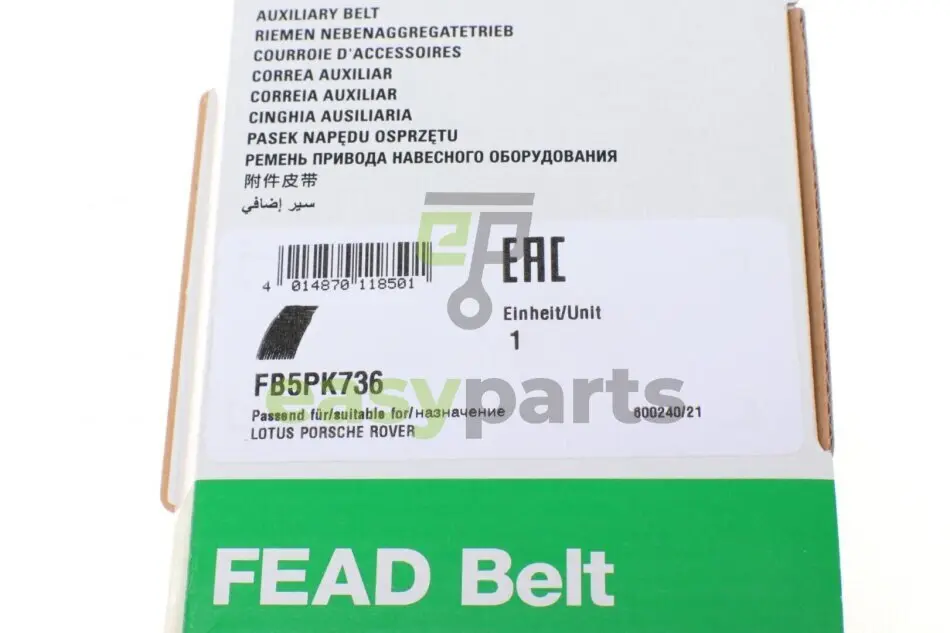 AUXILIARY BELT
RIEMEN NEBENAGGREGATETRIEB
COURROIE D'ACCESSOIRES
CORREA AUXILIAR
CORREIA AUXILIAR
CINGHIA AUSILIARIA
PASEK NAPĘDU OSPRZĘTU
РЕМЕНЬ ПРИВОДА НАВЕСНОГО ОБОРУДОВАНИЯ
附件皮带
سير إضافي
4 014870 118501
EAC
Einheit/Unit
1
FB5PK736
easyparts
Passend für/suitable for/назначение
600240/21
LOTUS PORSCHE ROVER
FEAD Belt